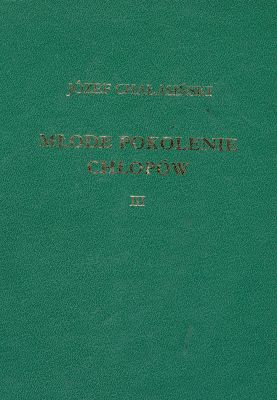 JÓZEF CHAŁASIŃSKI
MŁODE POKOLENIE
CHŁOPÓW
III